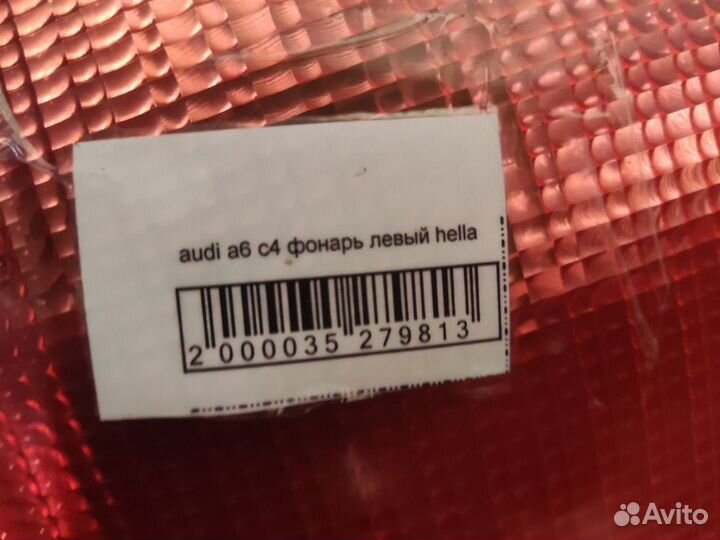 audi a6 c4 фонарь левый hella
2 000035 279813
Avito